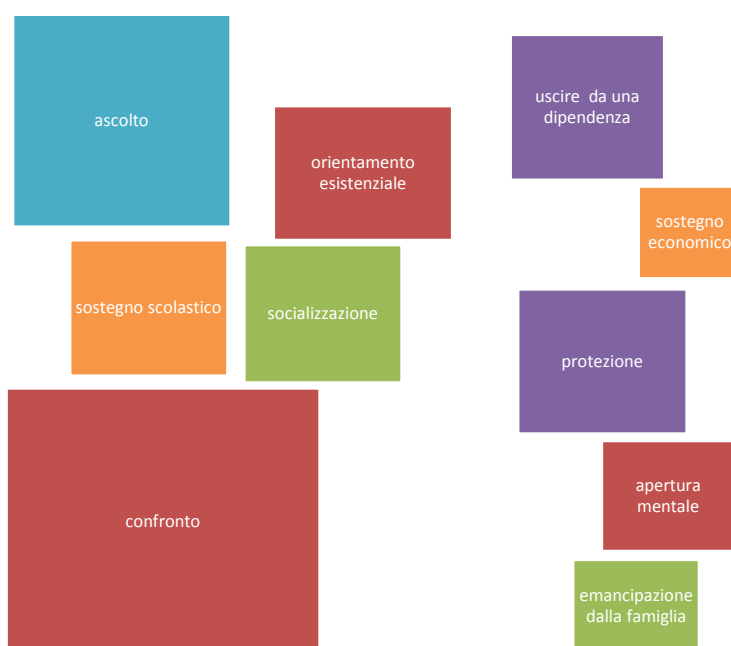 ascolto
orientamento
esistenziale
uscire da una
dipendenza
sostegno
economico
sostegno scolastico
socializzazione
protezione
confronto
apertura
mentale
emancipazione
dalla famiglia